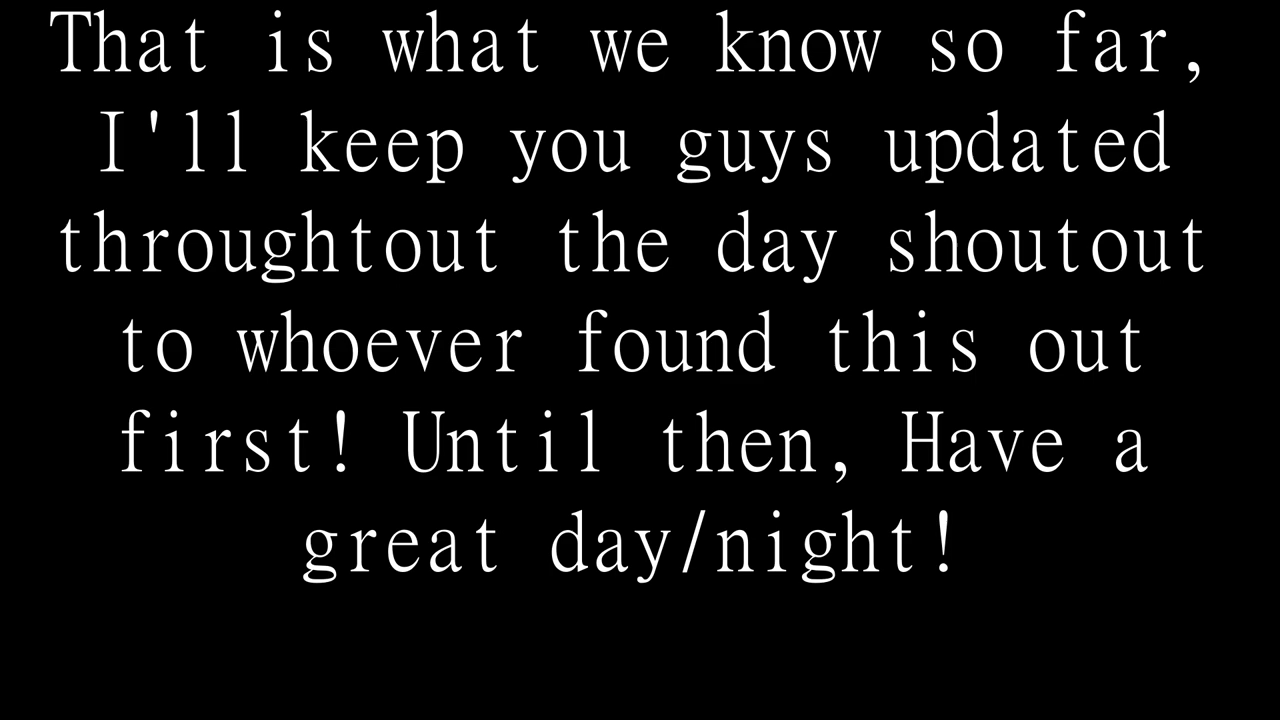 That is what we know so far,
I'll keep you guys updated
throughtout the day shoutout
to whoever found this out
first! Until then, Have a
great day/night!